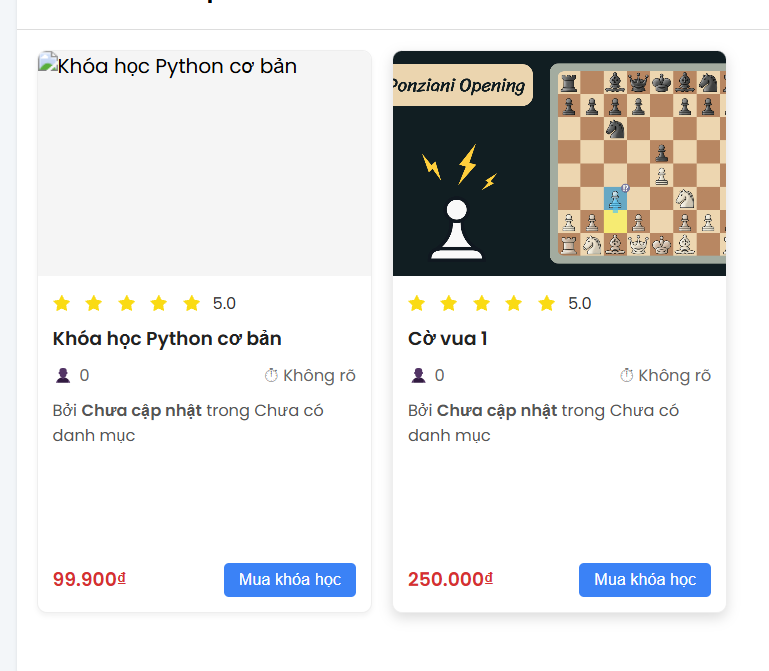 Khóa học Python cơ bản
Ponziani Opening
5.0
Khóa học Python cơ bản
0
Không rõ
Bởi Chưa cập nhật trong Chưa có
danh mục
99.900₫
Mua khóa học
5.0
Cờ vua 1
0
Không rõ
Bởi Chưa cập nhật trong Chưa có
danh mục
250.000₫
Mua khóa học